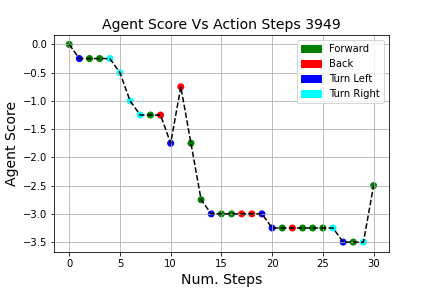 Agent Score Vs Action Steps 3949
0.0
−0.5
−1.0
−1.5
−2.0
−2.5
−3.0
−3.5
Agent Score
Forward
Back
Turn Left
Turn Right
0 5 10 15 20 25 30
Num. Steps